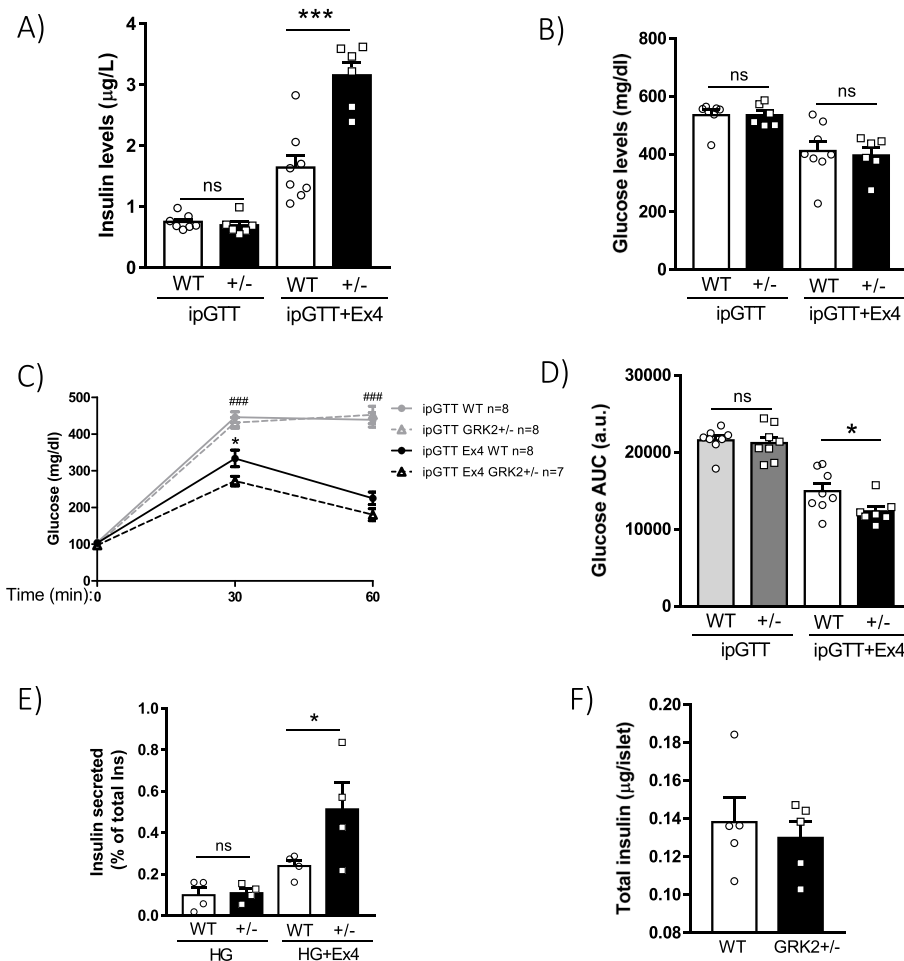 A)
Insulin levels (µg/L)
4
3
2
1
0
***
ns
WT +/- WT +/-
ipGTT ipGTT+Ex4
B)
Glucose levels (mg/dl)
800
600
400
200
0
ns
ns
WT +/- WT +/-
ipGTT ipGTT+Ex4
C)
Glucose (mg/dl)
500
400
300
200
100
0
###
###
*
Time (min): 0 30 60
ipGTT WT n=8
ipGTT GRK2+/- n=8
ipGTT Ex4 WT n=8
ipGTT Ex4 GRK2+/- n=7
D)
Glucose AUC (a.u.)
30000
20000
10000
0
ns
*
WT +/- WT +/-
ipGTT ipGTT+Ex4
E)
Insulin secreted
(% of total Ins)
1.0
0.8
0.6
0.4
0.2
0.0
ns
*
WT +/- WT +/-
HG HG+Ex4
F)
Total insulin (µg/islet)
0.20
0.18
0.16
0.14
0.12
0.10
0.08
WT GRK2+/-